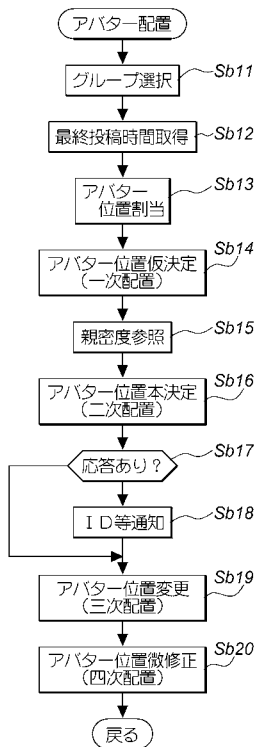 アバター配置
グループ選択
Sb11
最終投稿時間取得
Sb12
アバター
位置割当
Sb13
アバター位置仮決定
(一次配置)
Sb14
親密度参照
Sb15
アバター位置本決定
(二次配置)
Sb16
応答あり?
Sb17
ID等通知
Sb18
アバター位置変更
(三次配置)
Sb19
アバター位置微修正
(四次配置)
Sb20
戻る